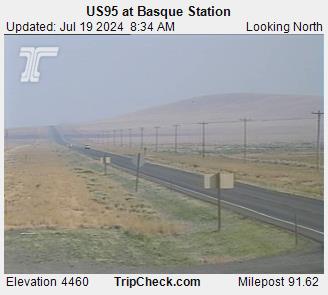 US95 at Basque Station
Updated: Jul 19 2024 8:34 AM Looking North
Elevation 4460 TripCheck.com Milepost 91.62